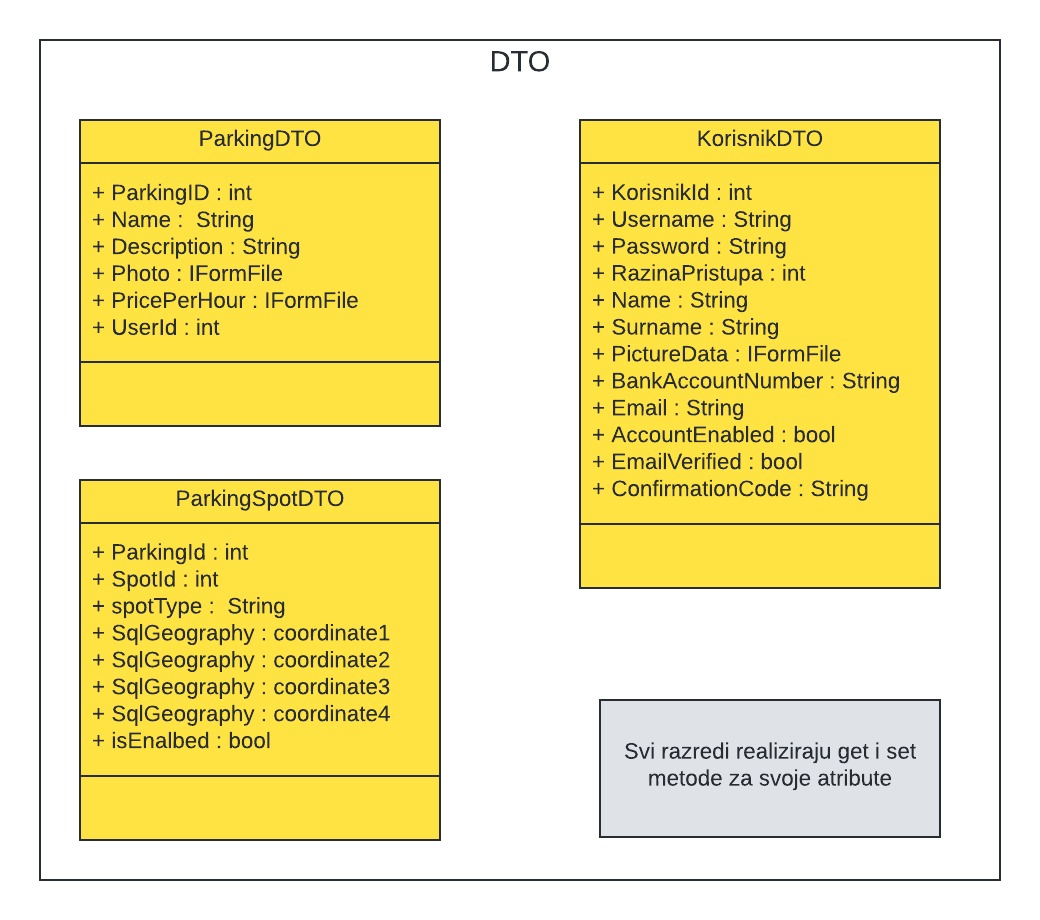 DTO
ParkingDTO
+ ParkingID : int
+ Name :  String
+ Description : String
+ Photo : IFormFile
+ PricePerHour : IFormFile
+ UserId : int
ParkingSpotDTO
+ ParkingId : int
+ SpotId : int
+ spotType :  String
+ SqlGeography : coordinate1
+ SqlGeography : coordinate2
+ SqlGeography : coordinate3
+ SqlGeography : coordinate4
+ isEnalbed : bool
KorisnikDTO
+ KorisnikId : int
+ Username : String
+ Password : String
+ RazinaPristupa : int
+ Name : String
+ Surname : String
+ PictureData : IFormFile
+ BankAccountNumber : String
+ Email : String
+ AccountEnabled : bool
+ EmailVerified : bool
+ ConfirmationCode : String
Svi razredi realiziraju get i set
metode za svoje atribute